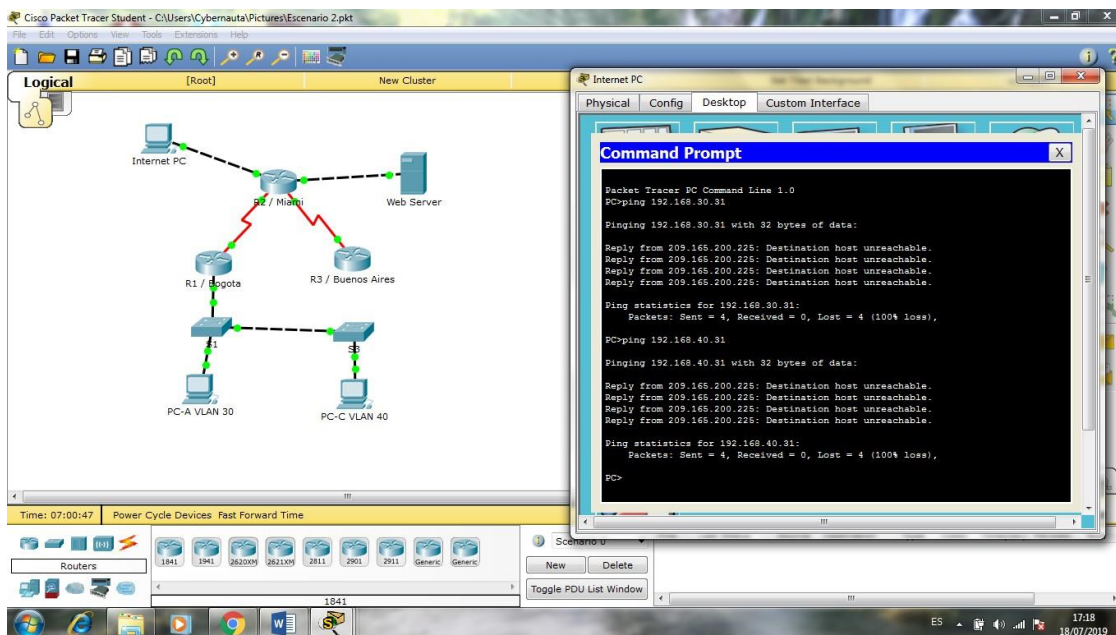 Cisco Packet Tracer Student - C:\Users\Cybernauta\Pictures\Escenario 2.pkt
File Edit Options View Tools Extensions Help
Logical
[Root]
New Cluster
Internet PC
R2 / Miami
Web Server
R1 / Bogota
R3 / Buenos Aires
S1
S3
PC-A VLAN 30
PC-C VLAN 40
Internet PC
Physical Config Desktop Custom Interface
Command Prompt
X
Packet Tracer PC Command Line 1.0
PC>ping 192.168.30.31
Pinging 192.168.30.31 with 32 bytes of data:
Reply from 209.165.200.225: Destination host unreachable.
Reply from 209.165.200.225: Destination host unreachable.
Reply from 209.165.200.225: Destination host unreachable.
Reply from 209.165.200.225: Destination host unreachable.
Ping statistics for 192.168.30.31:
Packets: Sent = 4, Received = 0, Lost = 4 (100% loss),
PC>ping 192.168.40.31
Pinging 192.168.40.31 with 32 bytes of data:
Reply from 209.165.200.225: Destination host unreachable.
Reply from 209.165.200.225: Destination host unreachable.
Reply from 209.165.200.225: Destination host unreachable.
Reply from 209.165.200.225: Destination host unreachable.
Ping statistics for 192.168.40.31:
Packets: Sent = 4, Received = 0, Lost = 4 (100% loss),
PC>
Time: 07:00:47 Power Cycle Devices Fast Forward Time
Routers
1841 1941 2620XM 2621XM 2811 2901 2911 Generic Generic
1841
Scenario 0
New Delete
Toggle PDU List Window
ES
17:18
18/07/2019